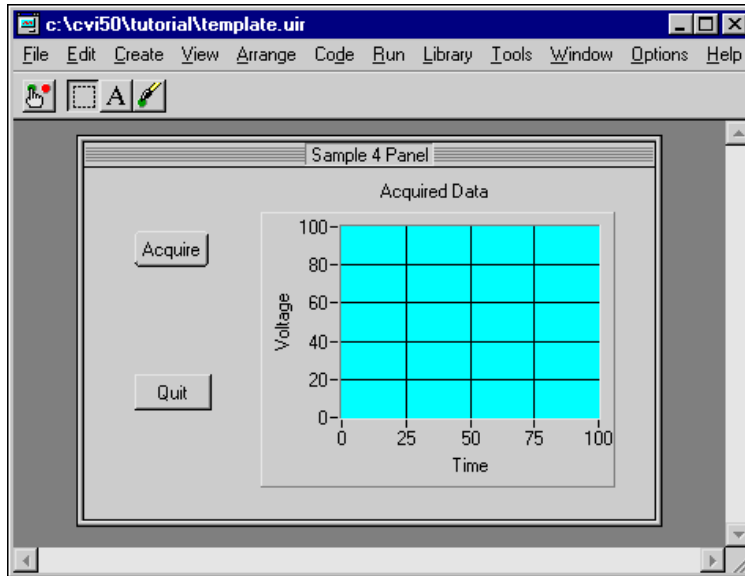 c:\cvi50\tutorial\template.uir
File Edit Create View Arrange Code Run Library Tools Window Options Help
A
Sample 4 Panel
Acquired Data
Acquire
Quit
Voltage
100
80
60
40
20
0
0 25 50 75 100
Time